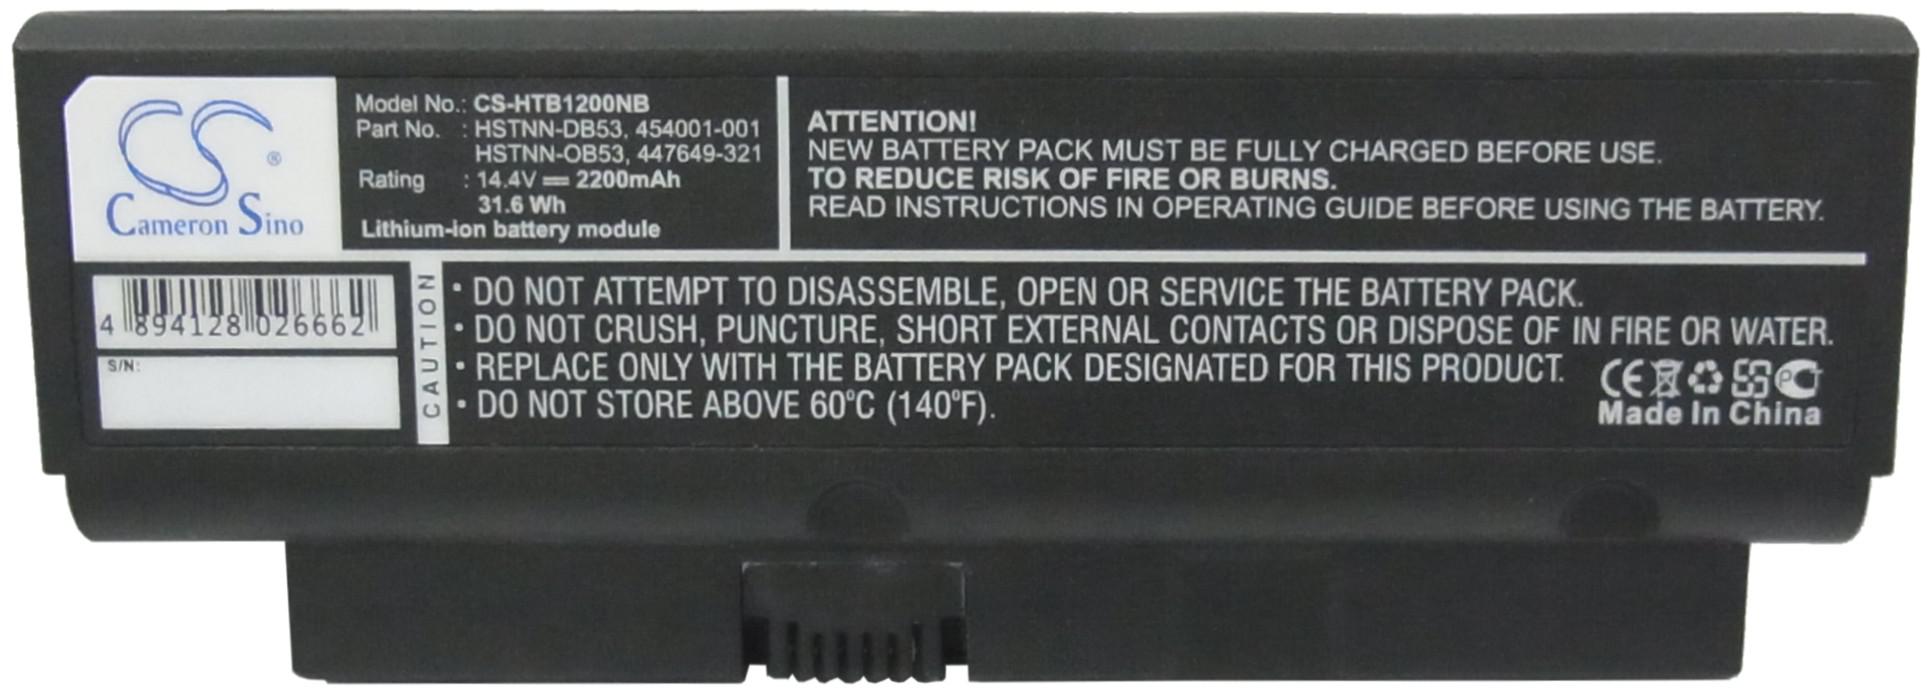 CS
®
Cameron Sino
Model No.: CS-HTB1200NB
Part No. : HSTNN-DB53, 454001-001
HSTNN-OB53, 447649-321
Rating : 14.4V ⎓ 2200mAh
31.6 Wh
Lithium-ion battery module
ATTENTION!
NEW BATTERY PACK MUST BE FULLY CHARGED BEFORE USE.
TO REDUCE RISK OF FIRE OR BURNS.
READ INSTRUCTIONS IN OPERATING GUIDE BEFORE USING THE BATTERY.
4 894128 026662
S/N:
CAUTION
• DO NOT ATTEMPT TO DISASSEMBLE, OPEN OR SERVICE THE BATTERY PACK.
• DO NOT CRUSH, PUNCTURE, SHORT EXTERNAL CONTACTS OR DISPOSE OF IN FIRE OR WATER.
• REPLACE ONLY WITH THE BATTERY PACK DESIGNATED FOR THIS PRODUCT.
• DO NOT STORE ABOVE 60ºC (140ºF).
CE
Made In China